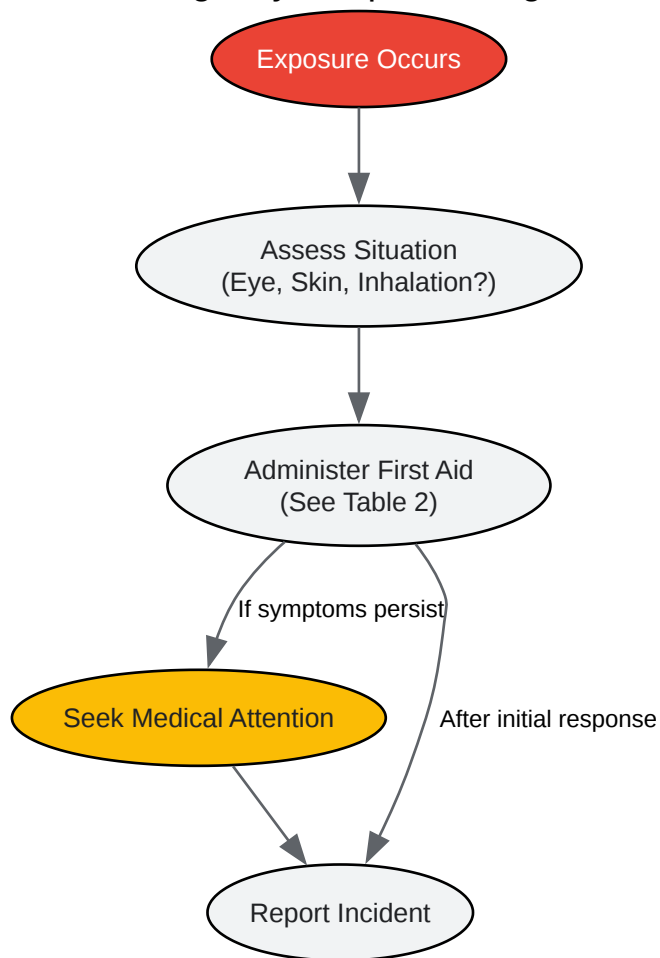 Exposure Occurs
Assess Situation
(Eye, Skin, Inhalation?)
Administer First Aid
(See Table 2)
If symptoms persist
Seek Medical Attention
After initial response
Report Incident